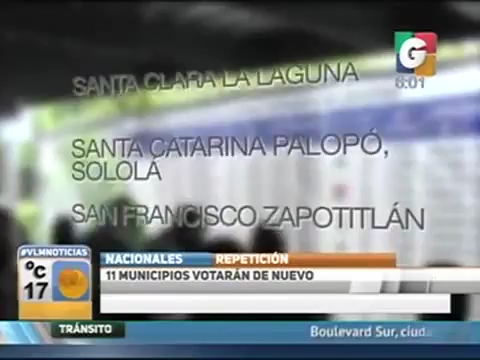 G
6:01
SANTA CLARA LA LAGUNA
SANTA CATARINA PALOPÓ,
SOLOLÁ
SAN FRANCISCO ZAPOTITLÁN
#VLMNOTICIAS
°C
17
NACIONALES REPETICIÓN
11 MUNICIPIOS VOTARÁN DE NUEVO
TRÁNSITO Boulevard Sur, ciuda